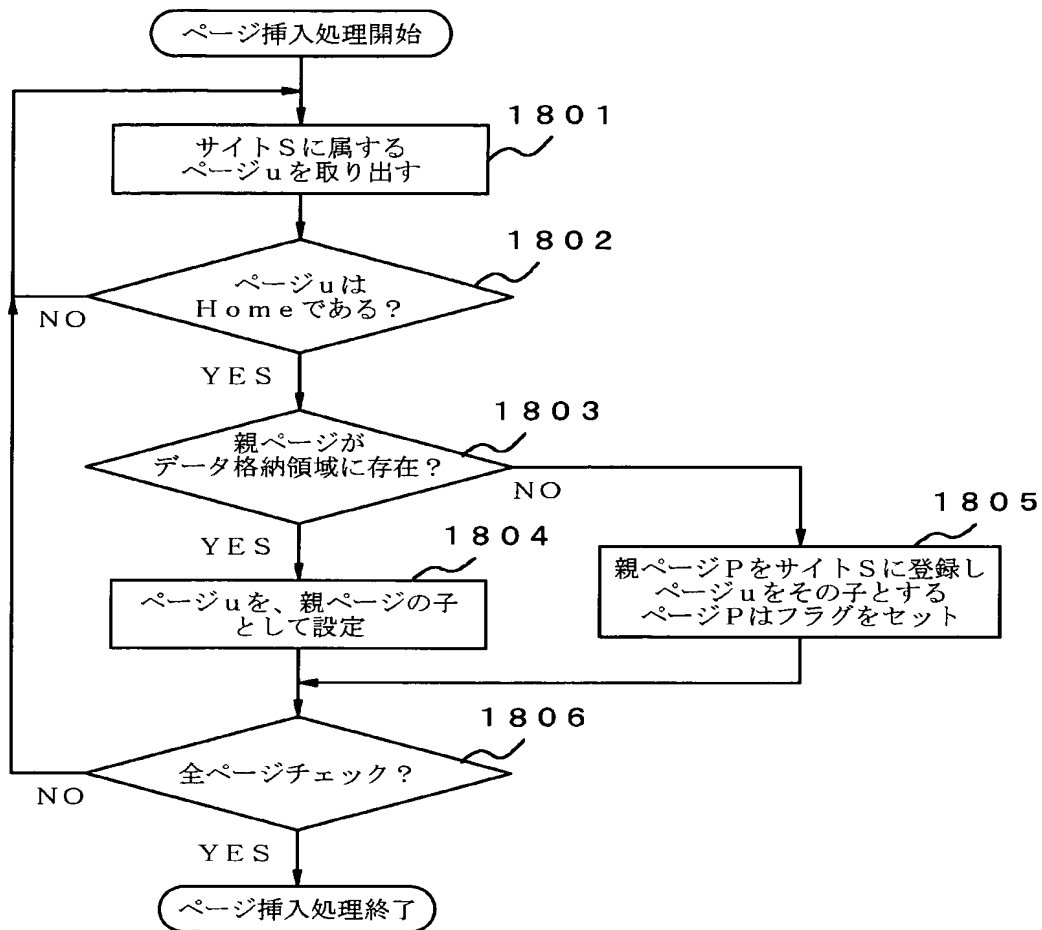 ページ挿入処理開始
1801
サイトSに属する
ページuを取り出す
1802
ページuは
Homeである?
NO
YES
1803
親ページが
データ格納領域に存在?
NO
YES
1804
1805
ページuを、親ページの子
として設定
親ページPをサイトSに登録し
ページuをその子とする
ページPはフラグをセット
1806
全ページチェック?
NO
YES
ページ挿入処理終了